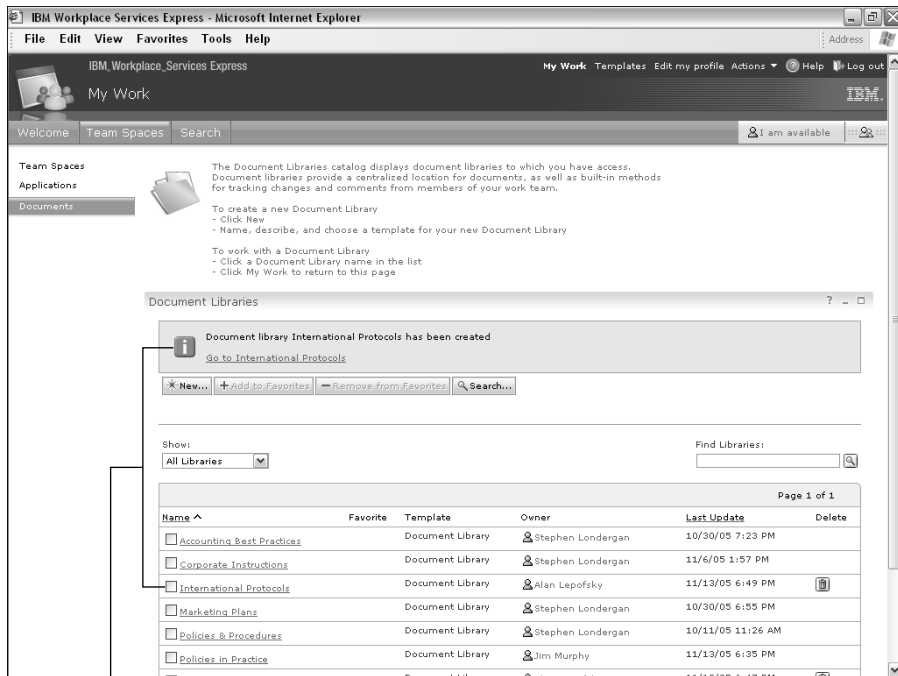 IBM Workplace Services Express - Microsoft Internet Explorer
File Edit View Favorites Tools Help
Address
IBM_Workplace_Services Express
My Work Templates Edit my profile Actions Help Log out
My Work
IBM.
Welcome Team Spaces Search
I am available
Team Spaces
Applications
Documents
The Document Libraries catalog displays document libraries to which you have access.
Document libraries provide a centralized location for documents, as well as built-in methods
for tracking changes and comments from members of your work team.
To create a new Document Library
- Click New
- Name, describe, and choose a template for your new Document Library
To work with a Document Library
- Click a Document Library name in the list
- Click My Work to return to this page
Document Libraries ?
Document library International Protocols has been created
Go to International Protocols
New... Add to Favorites Remove from Favorites Search...
Show:
All Libraries
Find Libraries:
Page 1 of 1
Name Favorite Template Owner Last Update Delete
Accounting Best Practices Document Library Stephen Londergan 10/30/05 7:23 PM
Corporate Instructions Document Library Stephen Londergan 11/6/05 1:57 PM
International Protocols Document Library Alan Lepofsky 11/13/05 6:49 PM
Marketing Plans Document Library Stephen Londergan 10/30/05 6:55 PM
Policies & Procedures Document Library Stephen Londergan 10/11/05 11:26 AM
Policies in Practice Document Library Jim Murphy 11/13/05 6:35 PM